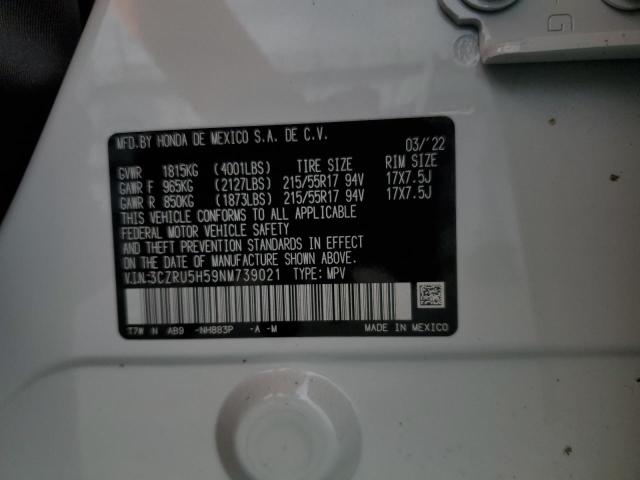 G
®
MFD.BY HONDA DE MEXICO S.A. DE C.V.
03/'22
GVWR 1815KG (4001LBS) TIRE SIZE RIM SIZE
GAWR F 965KG (2127LBS) 215/55R17 94V 17X7.5J
GAWR R 850KG (1873LBS) 215/55R17 94V 17X7.5J
THIS VEHICLE CONFORMS TO ALL APPLICABLE
FEDERAL MOTOR VEHICLE SAFETY
AND THEFT PREVENTION STANDARDS IN EFFECT
ON THE DATE OF MANUFACTURE SHOWN ABOVE.
V.I.N.:3CZRU5H59NM739021 TYPE: MPV
T7W N AB9 -NH883P -A -M MADE IN MEXICO